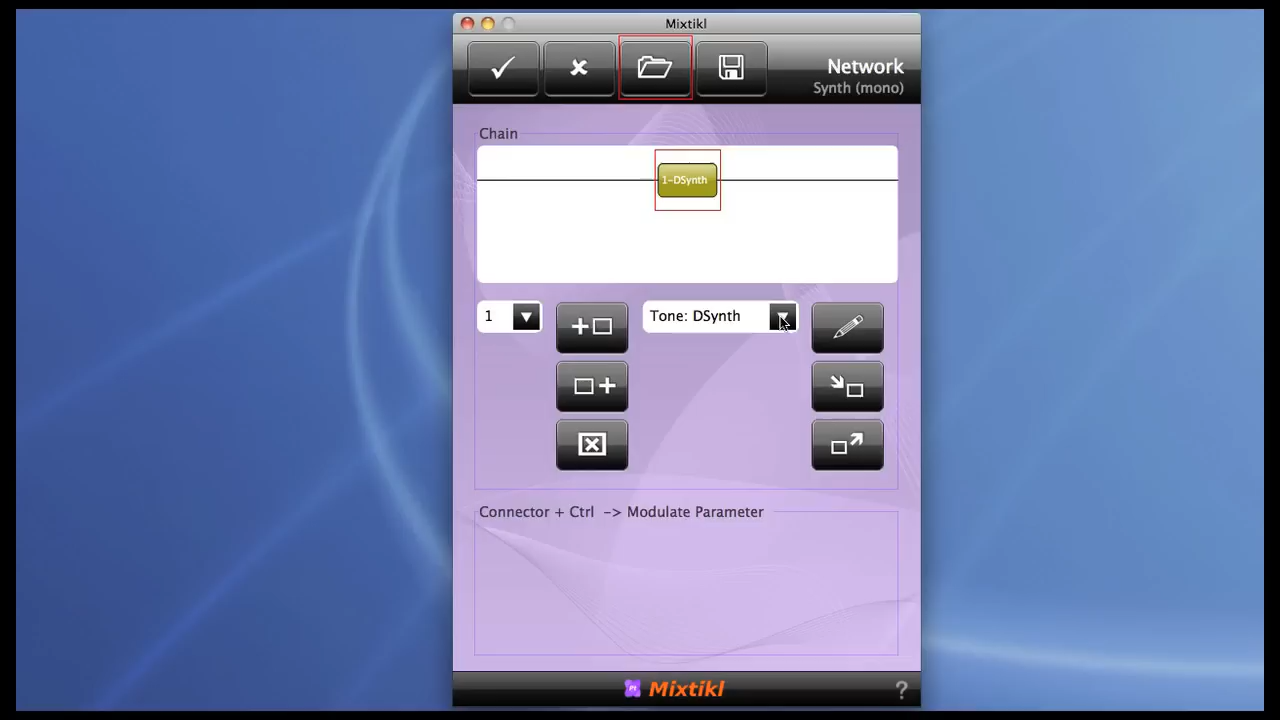 Mixtikl
Network
Synth (mono)
Chain
1-DSynth
1
Tone: DSynth
Connector + Ctrl -> Modulate Parameter
Mixtikl
?